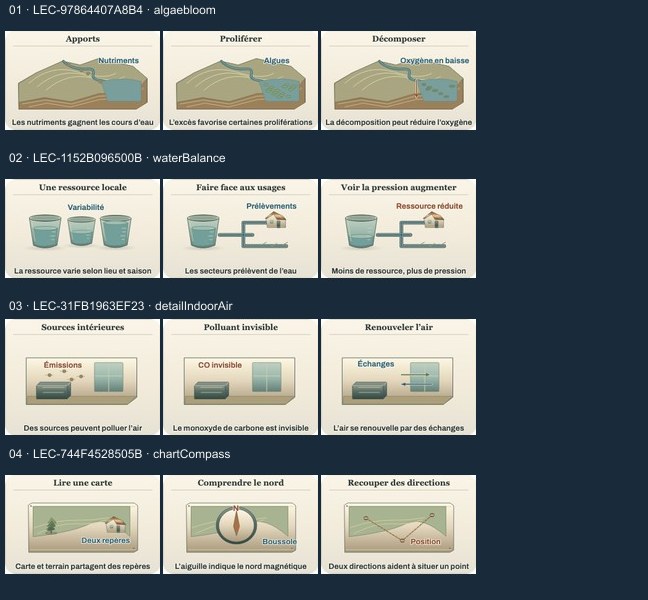 01 · LEC-97864407A8B4 · algaebloom
Apports
Nutriments
Les nutriments gagnent les cours d'eau
Proliférer
Algues
L'excès favorise certaines proliférations
Décomposer
Oxygène en baisse
La décomposition peut réduire l'oxygène
02 · LEC-1152B096500B · waterBalance
Une ressource locale
Variabilité
La ressource varie selon lieu et saison
Faire face aux usages
Prélèvements
Les secteurs prélèvent de l'eau
Voir la pression augmenter
Ressource réduite
Moins de ressource, plus de pression
03 · LEC-31FB1963EF23 · detailIndoorAir
Sources intérieures
Émissions
Des sources peuvent polluer l'air
Polluant invisible
CO invisible
Le monoxyde de carbone est invisible
Renouveler l'air
Échanges
L'air se renouvelle par des échanges
04 · LEC-744F4528505B · chartCompass
Lire une carte
Deux repères
Carte et terrain partagent des repères
Comprendre le nord
N
Boussole
L'aiguille indique le nord magnétique
Recouper des directions
Position
Deux directions aident à situer un point